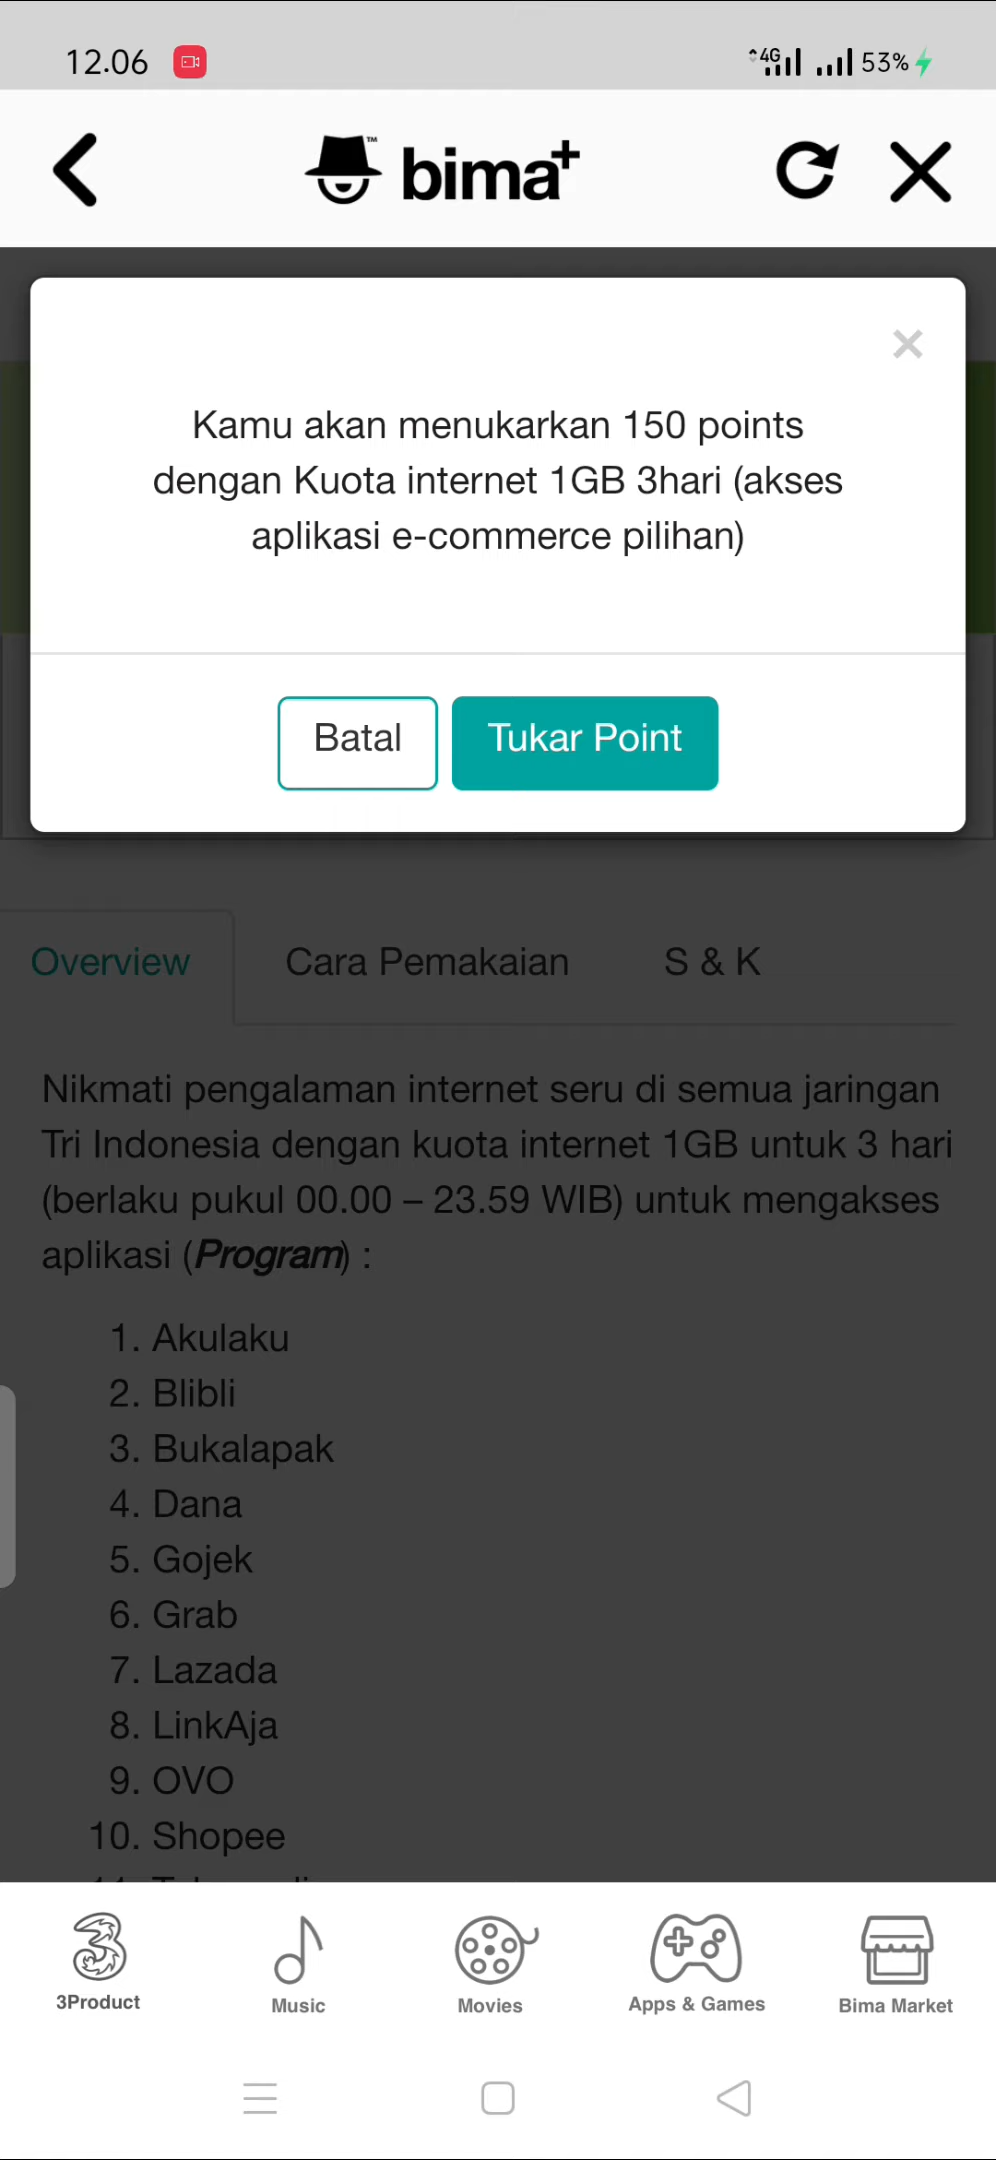 12.06
4G
53%
bima+
Kamu akan menukarkan 150 points
dengan Kuota internet 1GB 3hari (akses
aplikasi e-commerce pilihan)
Batal
Tukar Point
Overview
Cara Pemakaian
S & K
Nikmati pengalaman internet seru di semua jaringan
Tri Indonesia dengan kuota internet 1GB untuk 3 hari
(berlaku pukul 00.00 – 23.59 WIB) untuk mengakses
aplikasi (Program) :
1. Akulaku
2. Blibli
3. Bukalapak
4. Dana
5. Gojek
6. Grab
7. Lazada
8. LinkAja
9. OVO
10. Shopee
3Product
Music
Movies
Apps & Games
Bima Market